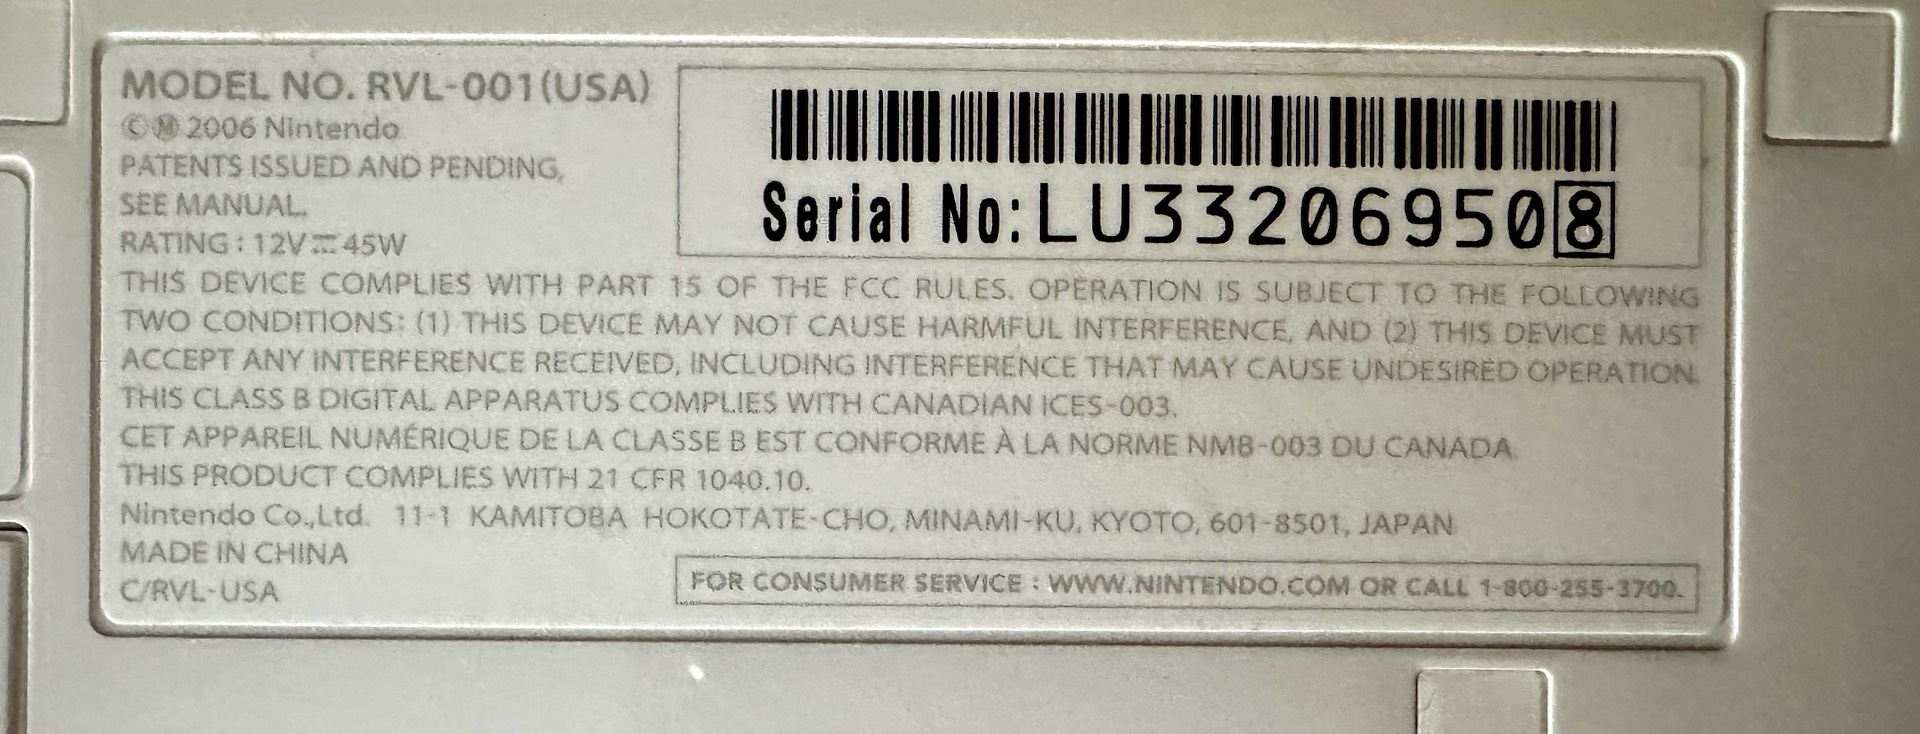 MODEL NO. RVL-001(USA)
©Ⓜ 2006 Nintendo
PATENTS ISSUED AND PENDING,
SEE MANUAL.
RATING : 12V⎓45W
Serial No:LU332069508
THIS DEVICE COMPLIES WITH PART 15 OF THE FCC RULES. OPERATION IS SUBJECT TO THE FOLLOWING
TWO CONDITIONS: (1) THIS DEVICE MAY NOT CAUSE HARMFUL INTERFERENCE, AND (2) THIS DEVICE MUST
ACCEPT ANY INTERFERENCE RECEIVED, INCLUDING INTERFERENCE THAT MAY CAUSE UNDESIRED OPERATION.
THIS CLASS B DIGITAL APPARATUS COMPLIES WITH CANADIAN ICES-003.
CET APPAREIL NUMÉRIQUE DE LA CLASSE B EST CONFORME À LA NORME NMB-003 DU CANADA
THIS PRODUCT COMPLIES WITH 21 CFR 1040.10.
Nintendo Co.,Ltd. 11-1 KAMITOBA HOKOTATE-CHO, MINAMI-KU, KYOTO, 601-8501, JAPAN
MADE IN CHINA
C/RVL-USA
FOR CONSUMER SERVICE : WWW.NINTENDO.COM OR CALL 1-800-255-3700.